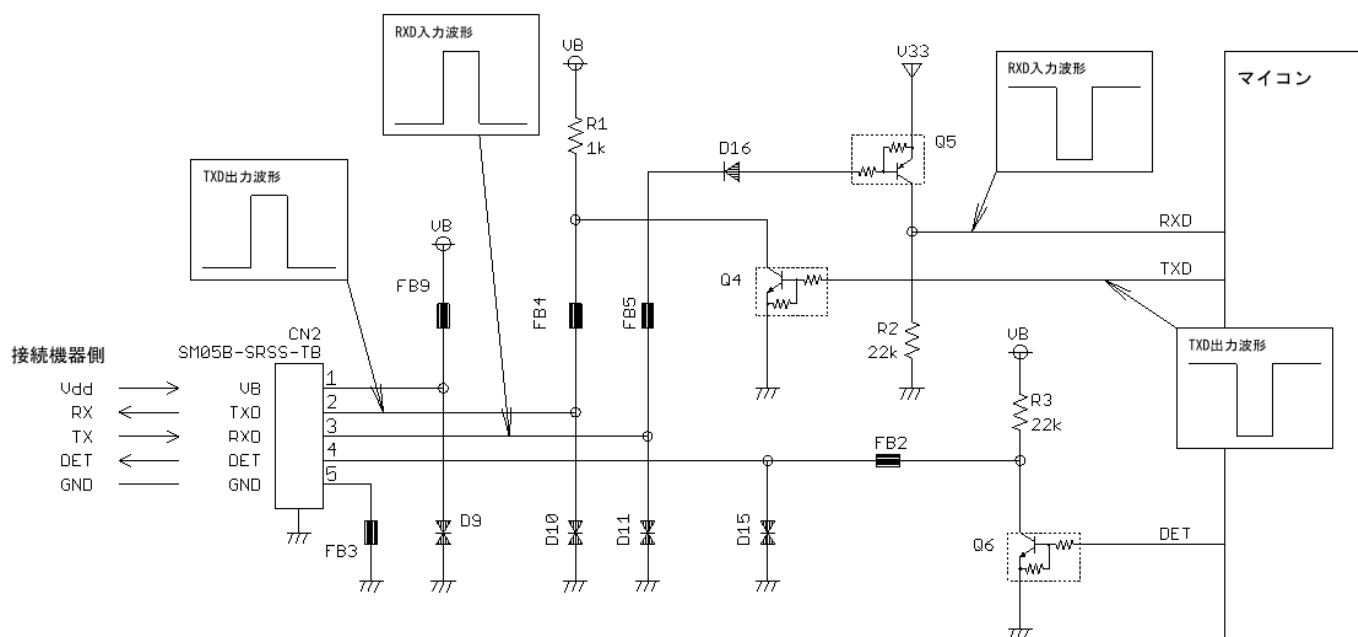 RXD入力波形
VB
V33
RXD入力波形
マイコン
R1
1k
D16
Q5
TXD出力波形
VB
RXD
TXD
Q4
FB9
FB4
FB5
R2
22k
VB
TXD出力波形
CN2
SM05B-SRSS-TB
接続機器側
Vdd
VB
1
RX
TXD
2
TX
RXD
3
DET
DET
4
GND
GND
5
R3
22k
FB2
FB3
D9
D10
D11
D15
Q6
DET